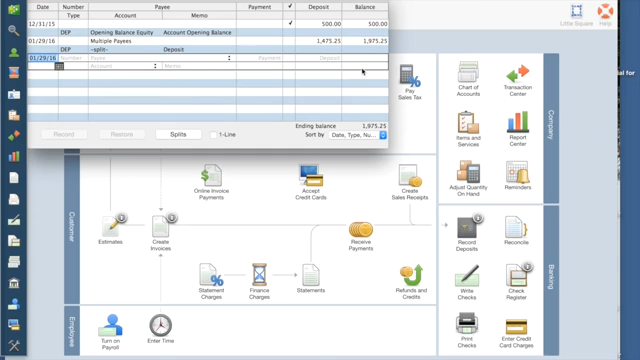 Date Number Payee Payment ✓ Deposit Balance
Type Account Memo
12/31/15 ✓ 500.00 500.00
DEP Opening Balance Equity Account Opening Balance
01/29/16 Multiple Payees 1,475.25 1,975.25
DEP -split- Deposit
01/29/16 Number Payee Payment Deposit
Account Memo
Ending balance 1,975.25
Record Restore Splits 1-Line Sort by Date, Type, Nu...
Little Square Help
Pay Sales Tax
Chart of Accounts
Transaction Center
Items and Services
Report Center
Adjust Quantity On Hand
Reminders
Company
al for
Customer
Online Invoice Payments
Accept Credit Cards
Create Sales Receipts
Estimates
Create Invoices
Receive Payments
Statement Charges
Finance Charges
Statements
Refunds and Credits
Record Deposits
Reconcile
Write Checks
Check Register
Print Checks
Enter Credit Card Charges
Banking
Employee
Turn on Payroll
Enter Time